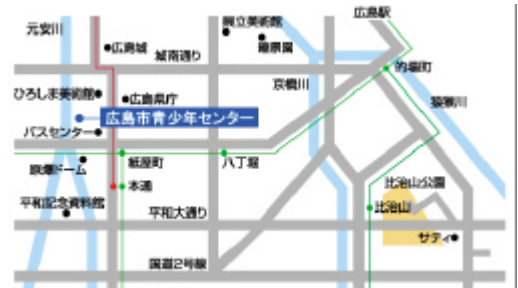 広島駅
元安川
県立美術館
広島城
城南通り
縮景園
的場町
京橋川
ひろしま美術館
広島県庁
猿猴川
広島市青少年センター
バスセンター
原爆ドーム
紙屋町
八丁堀
本通
比治山公園
平和記念資料館
平和大通り
比治山
サティ
国道2号線